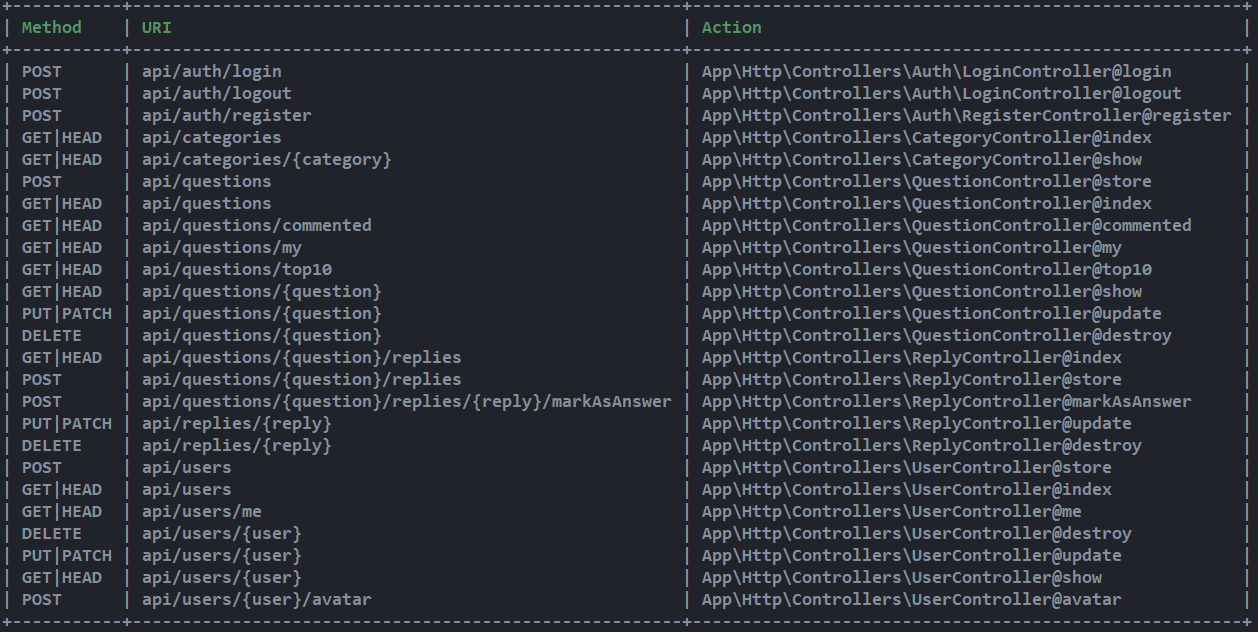 +------------+-------------------------------------------------------+-------------------------------------------------------+
| Method     | URI                                                   | Action                                                |
+------------+-------------------------------------------------------+-------------------------------------------------------+
| POST       | api/auth/login                                        | App\Http\Controllers\Auth\LoginController@login       |
| POST       | api/auth/logout                                       | App\Http\Controllers\Auth\LoginController@logout      |
| POST       | api/auth/register                                     | App\Http\Controllers\Auth\RegisterController@register |
| GET|HEAD   | api/categories                                        | App\Http\Controllers\CategoryController@index         |
| GET|HEAD   | api/categories/{category}                             | App\Http\Controllers\CategoryController@show          |
| POST       | api/questions                                         | App\Http\Controllers\QuestionController@store         |
| GET|HEAD   | api/questions                                         | App\Http\Controllers\QuestionController@index         |
| GET|HEAD   | api/questions/commented                               | App\Http\Controllers\QuestionController@commented     |
| GET|HEAD   | api/questions/my                                      | App\Http\Controllers\QuestionController@my            |
| GET|HEAD   | api/questions/top10                                   | App\Http\Controllers\QuestionController@top10         |
| GET|HEAD   | api/questions/{question}                              | App\Http\Controllers\QuestionController@show          |
| PUT|PATCH  | api/questions/{question}                              | App\Http\Controllers\QuestionController@update        |
| DELETE     | api/questions/{question}                              | App\Http\Controllers\QuestionController@destroy       |
| GET|HEAD   | api/questions/{question}/replies                      | App\Http\Controllers\ReplyController@index            |
| POST       | api/questions/{question}/replies                      | App\Http\Controllers\ReplyController@store            |
| POST       | api/questions/{question}/replies/{reply}/markAsAnswer | App\Http\Controllers\ReplyController@markAsAnswer     |
| PUT|PATCH  | api/replies/{reply}                                   | App\Http\Controllers\ReplyController@update           |
| DELETE     | api/replies/{reply}                                   | App\Http\Controllers\ReplyController@destroy          |
| POST       | api/users                                             | App\Http\Controllers\UserController@store             |
| GET|HEAD   | api/users                                             | App\Http\Controllers\UserController@index             |
| GET|HEAD   | api/users/me                                          | App\Http\Controllers\UserController@me                |
| DELETE     | api/users/{user}                                      | App\Http\Controllers\UserController@destroy           |
| PUT|PATCH  | api/users/{user}                                      | App\Http\Controllers\UserController@update            |
| GET|HEAD   | api/users/{user}                                      | App\Http\Controllers\UserController@show              |
| POST       | api/users/{user}/avatar                               | App\Http\Controllers\UserController@avatar            |
+------------+-------------------------------------------------------+-------------------------------------------------------+